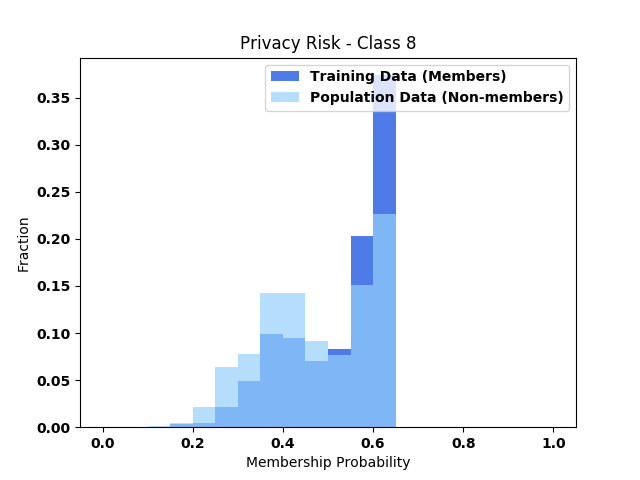 Privacy Risk - Class 8
Training Data (Members)
Population Data (Non-members)
0.35
0.30
0.25
0.20
0.15
0.10
0.05
0.00
Fraction
0.0 0.2 0.4 0.6 0.8 1.0
Membership Probability